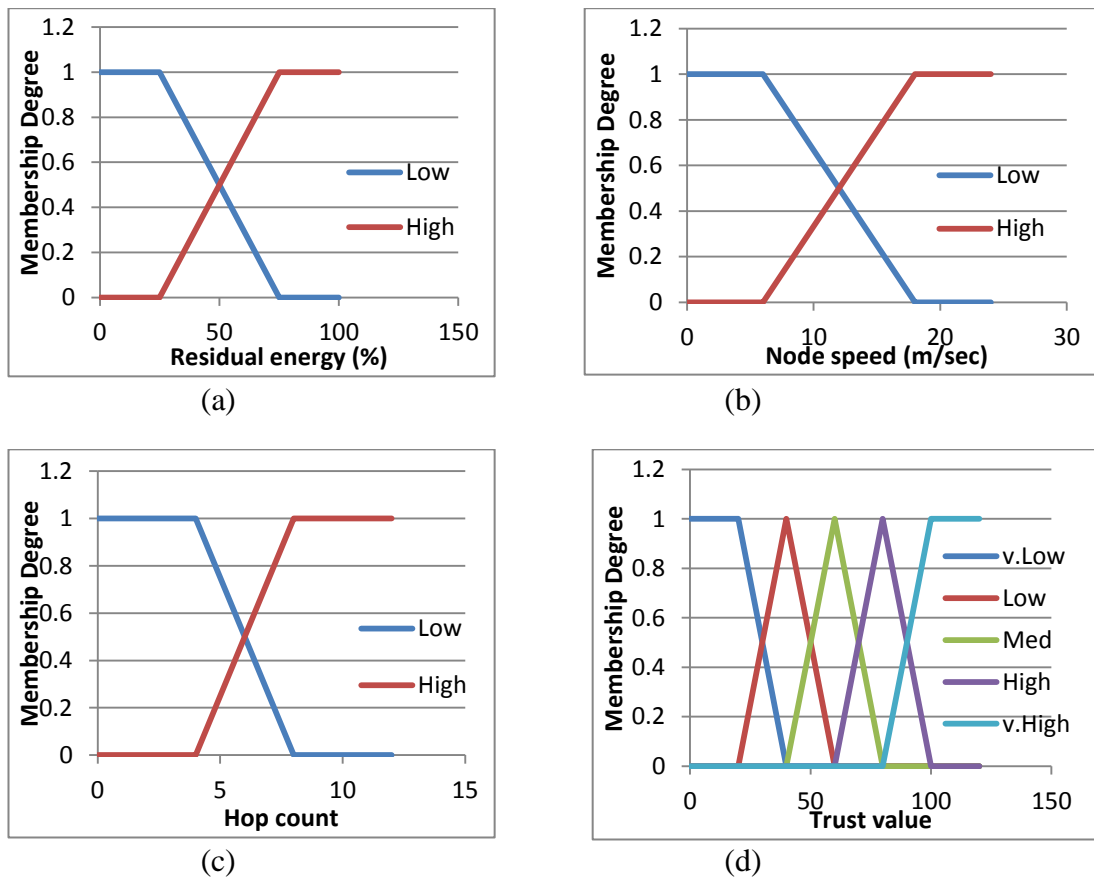 1.2
1
0.8
0.6
0.4
0.2
0
Membership Degree
Low
High
0 50 100 150
Residual energy (%)
(a)
1.2
1
0.8
0.6
0.4
0.2
0
Membership Degree
Low
High
0 10 20 30
Node speed (m/sec)
(b)
1.2
1
0.8
0.6
0.4
0.2
0
Membership Degree
Low
High
0 5 10 15
Hop count
(c)
1.2
1
0.8
0.6
0.4
0.2
0
Membership Degree
v.Low
Low
Med
High
v.High
0 50 100 150
Trust value
(d)